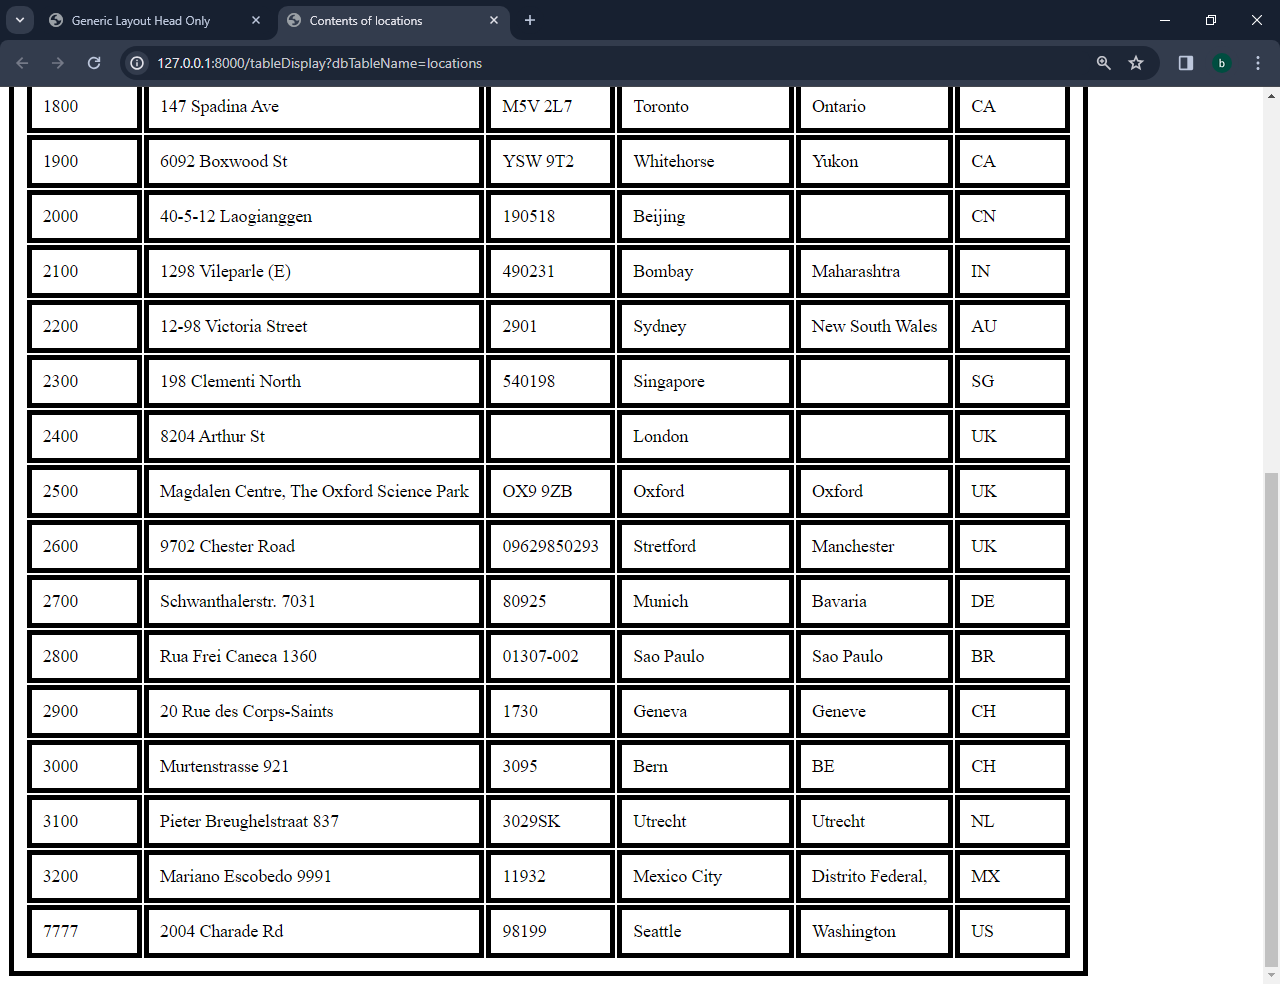 Generic Layout Head Only
Contents of locations
127.0.0.1:8000/tableDisplay?dbTableName=locations
b
1800 147 Spadina Ave M5V 2L7 Toronto Ontario CA
1900 6092 Boxwood St YSW 9T2 Whitehorse Yukon CA
2000 40-5-12 Laogianggen 190518 Beijing CN
2100 1298 Vileparle (E) 490231 Bombay Maharashtra IN
2200 12-98 Victoria Street 2901 Sydney New South Wales AU
2300 198 Clementi North 540198 Singapore SG
2400 8204 Arthur St London UK
2500 Magdalen Centre, The Oxford Science Park OX9 9ZB Oxford Oxford UK
2600 9702 Chester Road 09629850293 Stretford Manchester UK
2700 Schwanthalerstr. 7031 80925 Munich Bavaria DE
2800 Rua Frei Caneca 1360 01307-002 Sao Paulo Sao Paulo BR
2900 20 Rue des Corps-Saints 1730 Geneva Geneve CH
3000 Murtenstrasse 921 3095 Bern BE CH
3100 Pieter Breughelstraat 837 3029SK Utrecht Utrecht NL
3200 Mariano Escobedo 9991 11932 Mexico City Distrito Federal, MX
7777 2004 Charade Rd 98199 Seattle Washington US